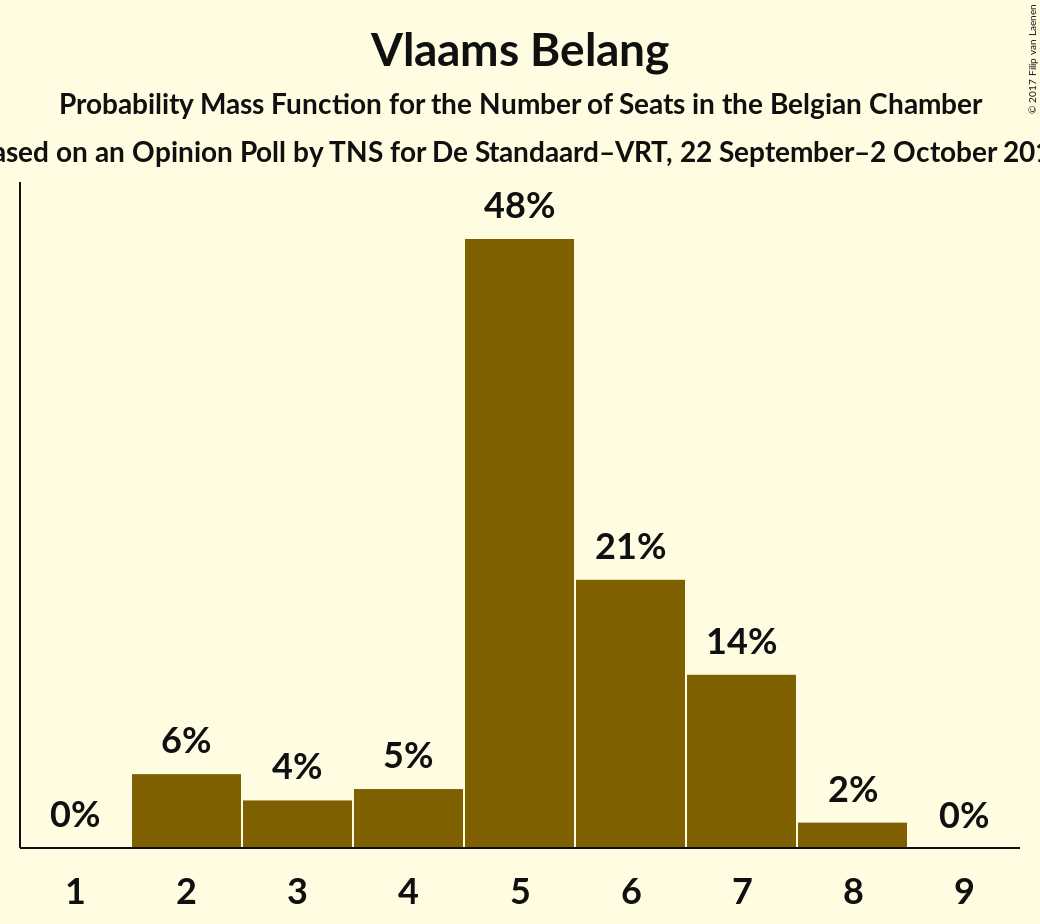 Vlaams Belang
Probability Mass Function for the Number of Seats in the Belgian Chamber
on an Opinion Poll by TNS for De Standaard–VRT, 22 September–2 October
© 2017 Filip van Laenen
48%
21%
14%
6%
4%
5%
2%
0%
0%
1 2 3 4 5 6 7 8 9